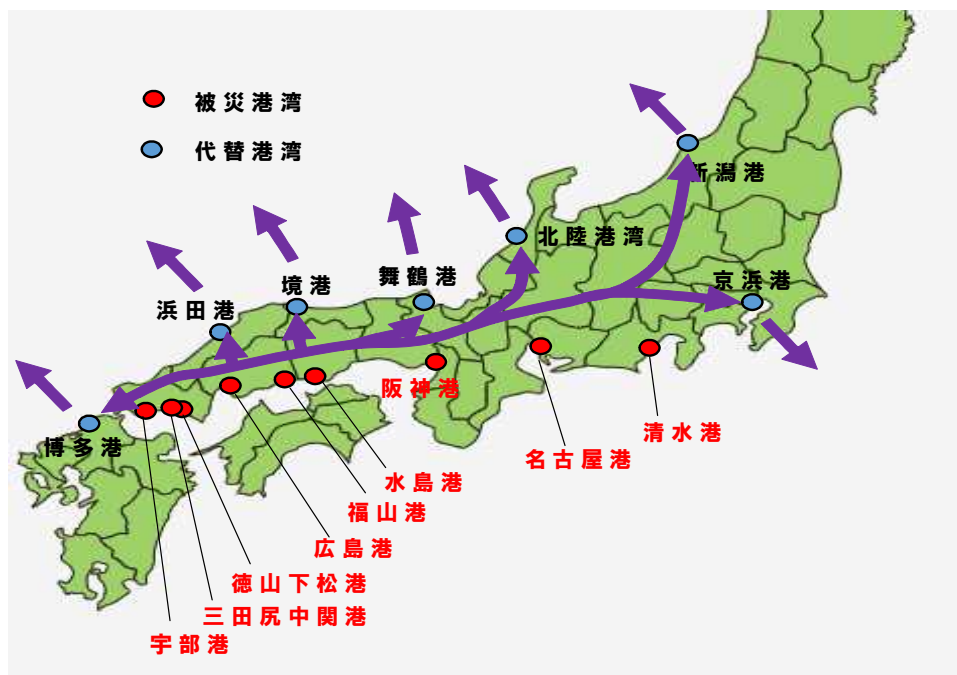 被災港湾
代替港湾
新潟港
北陸港湾
京浜港
舞鶴港
境港
浜田港
博多港
阪神港
清水港
名古屋港
水島港
福山港
広島港
徳山下松港
三田尻中関港
宇部港